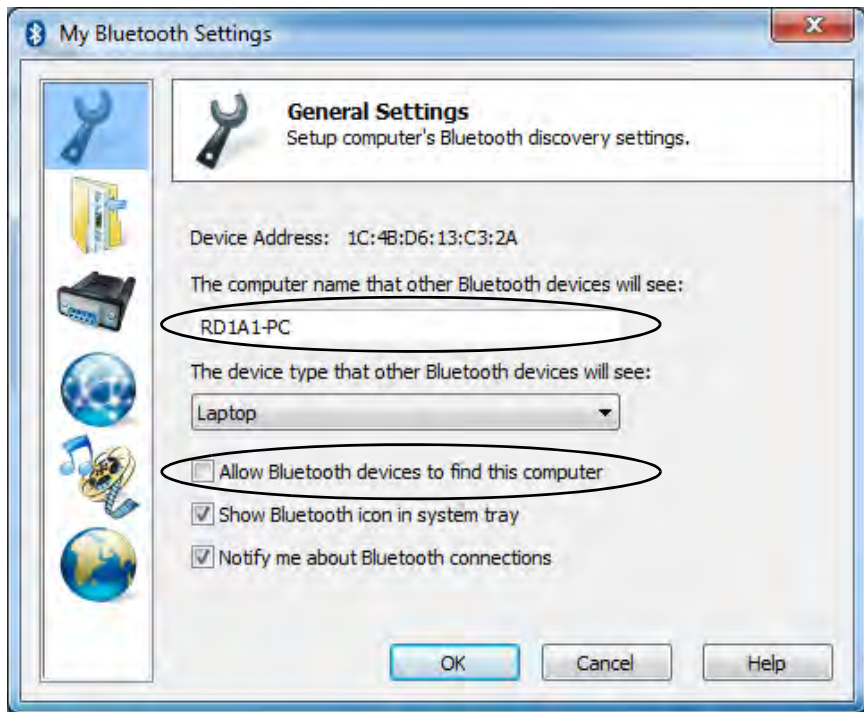 My Bluetooth Settings
General Settings
Setup computer's Bluetooth discovery settings.
Device Address: 1C:4B:D6:13:C3:2A
The computer name that other Bluetooth devices will see:
RD1A1-PC
The device type that other Bluetooth devices will see:
Laptop
Allow Bluetooth devices to find this computer
Show Bluetooth icon in system tray
Notify me about Bluetooth connections
OK Cancel Help